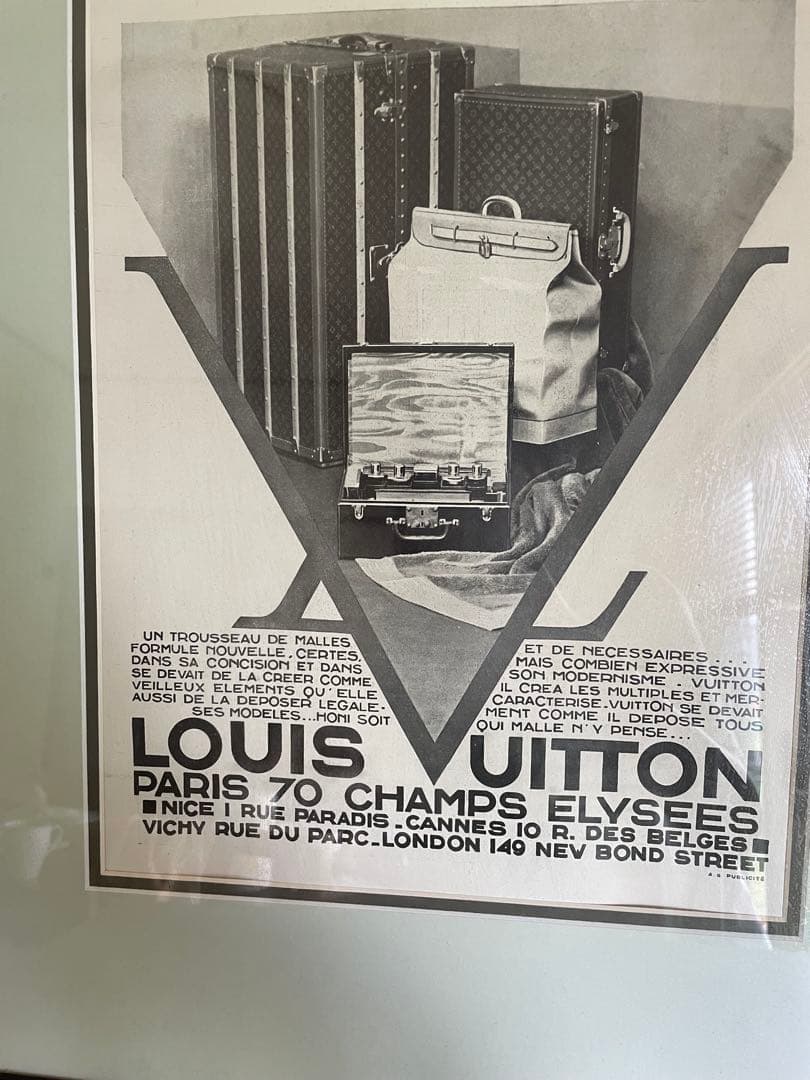 UN TROUSSEAU DE MALLES ET DE NECESSAIRES...
FORMULE NOUVELLE, CERTES, MAIS COMBIEN EXPRESSIVE
DANS SA CONCISION ET DANS SON MODERNISME - VUITTON
SE DEVAIT DE LA CREER COMME IL CREA LES MULTIPLES ET MER-
VEILLEUX ELEMENTS QU'ELLE CARACTERISE-VUITTON SE DEVAIT
AUSSI DE LA DEPOSER LEGALE- MENT COMME IL DEPOSE TOUS
SES MODELES...HONI SOIT QUI MALLE N'Y PENSE...
LOUIS VUITTON
PARIS 70 CHAMPS ELYSEES
NICE 1 RUE PARADIS-CANNES 10 R. DES BELGES
VICHY RUE DU PARC-LONDON 149 NEV BOND STREET
A.G PUBLICITÉ